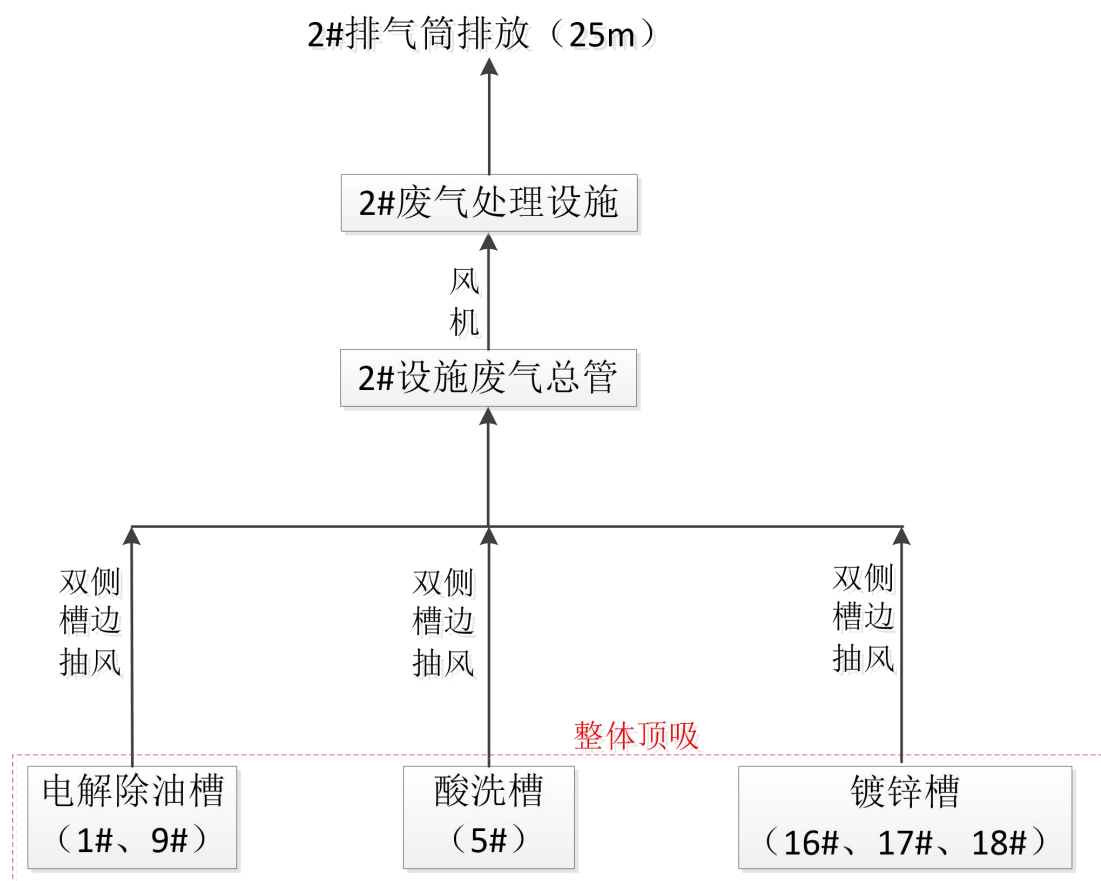 2#排气筒排放（25m）
2#废气处理设施
风
机
2#设施废气总管
双侧
槽边
抽风
双侧
槽边
抽风
双侧
槽边
抽风
整体顶吸
电解除油槽
（1#、9#）
酸洗槽
（5#）
镀锌槽
（16#、17#、18#）